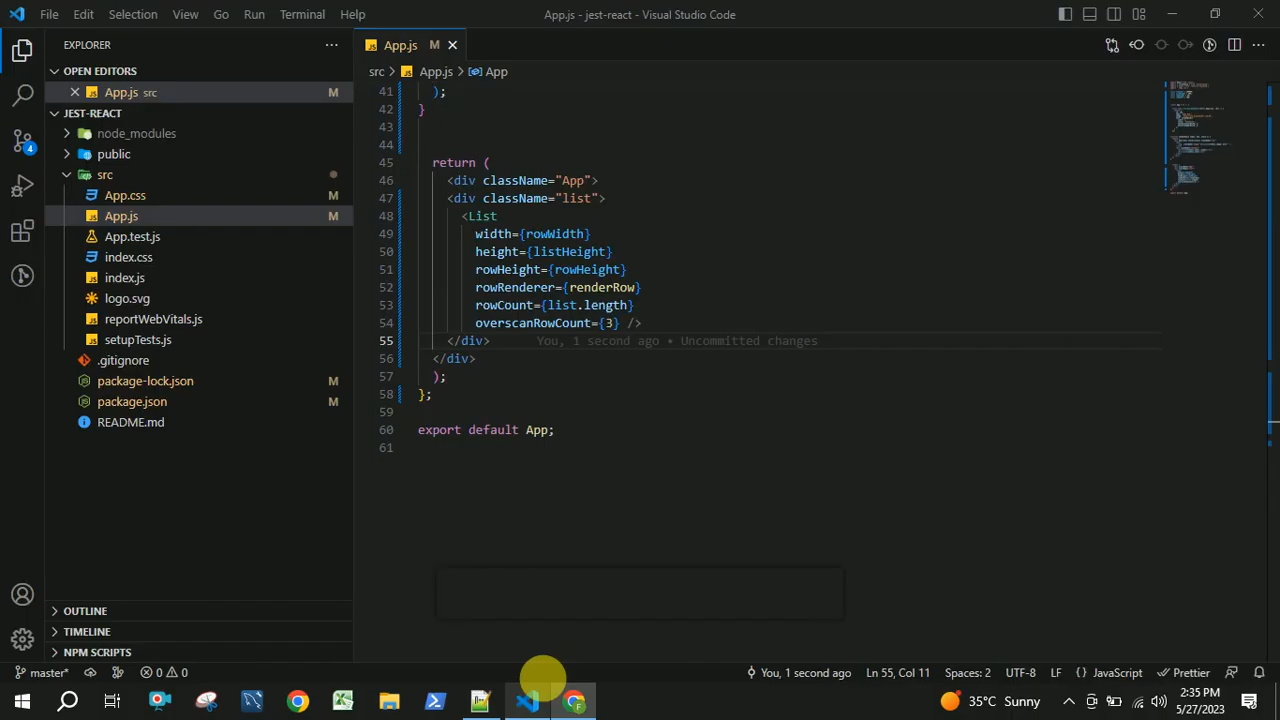 File Edit Selection View Go Run Terminal Help
App.js - jest-react - Visual Studio Code
EXPLORER
App.js M
OPEN EDITORS
App.js src M
JEST-REACT
node_modules
public
src
App.css M
App.js M
App.test.js
index.css
index.js
logo.svg
reportWebVitals.js
setupTests.js
.gitignore
package-lock.json M
package.json M
README.md
OUTLINE
TIMELINE
NPM SCRIPTS
src > App.js > App
41 );
42 }
43
44
45 return (
46 <div className="App">
47 <div className="list">
48 <List
49 width={rowWidth}
50 height={listHeight}
51 rowHeight={rowHeight}
52 rowRenderer={renderRow}
53 rowCount={list.length}
54 overscanRowCount={3} />
55 </div> You, 1 second ago • Uncommitted changes
56 </div>
57 );
58 };
59
60 export default App;
61
4
master* 0 0 You, 1 second ago Ln 55, Col 11 Spaces: 2 UTF-8 LF { } JavaScript Prettier
F
35°C Sunny
2:35 PM
5/27/2023